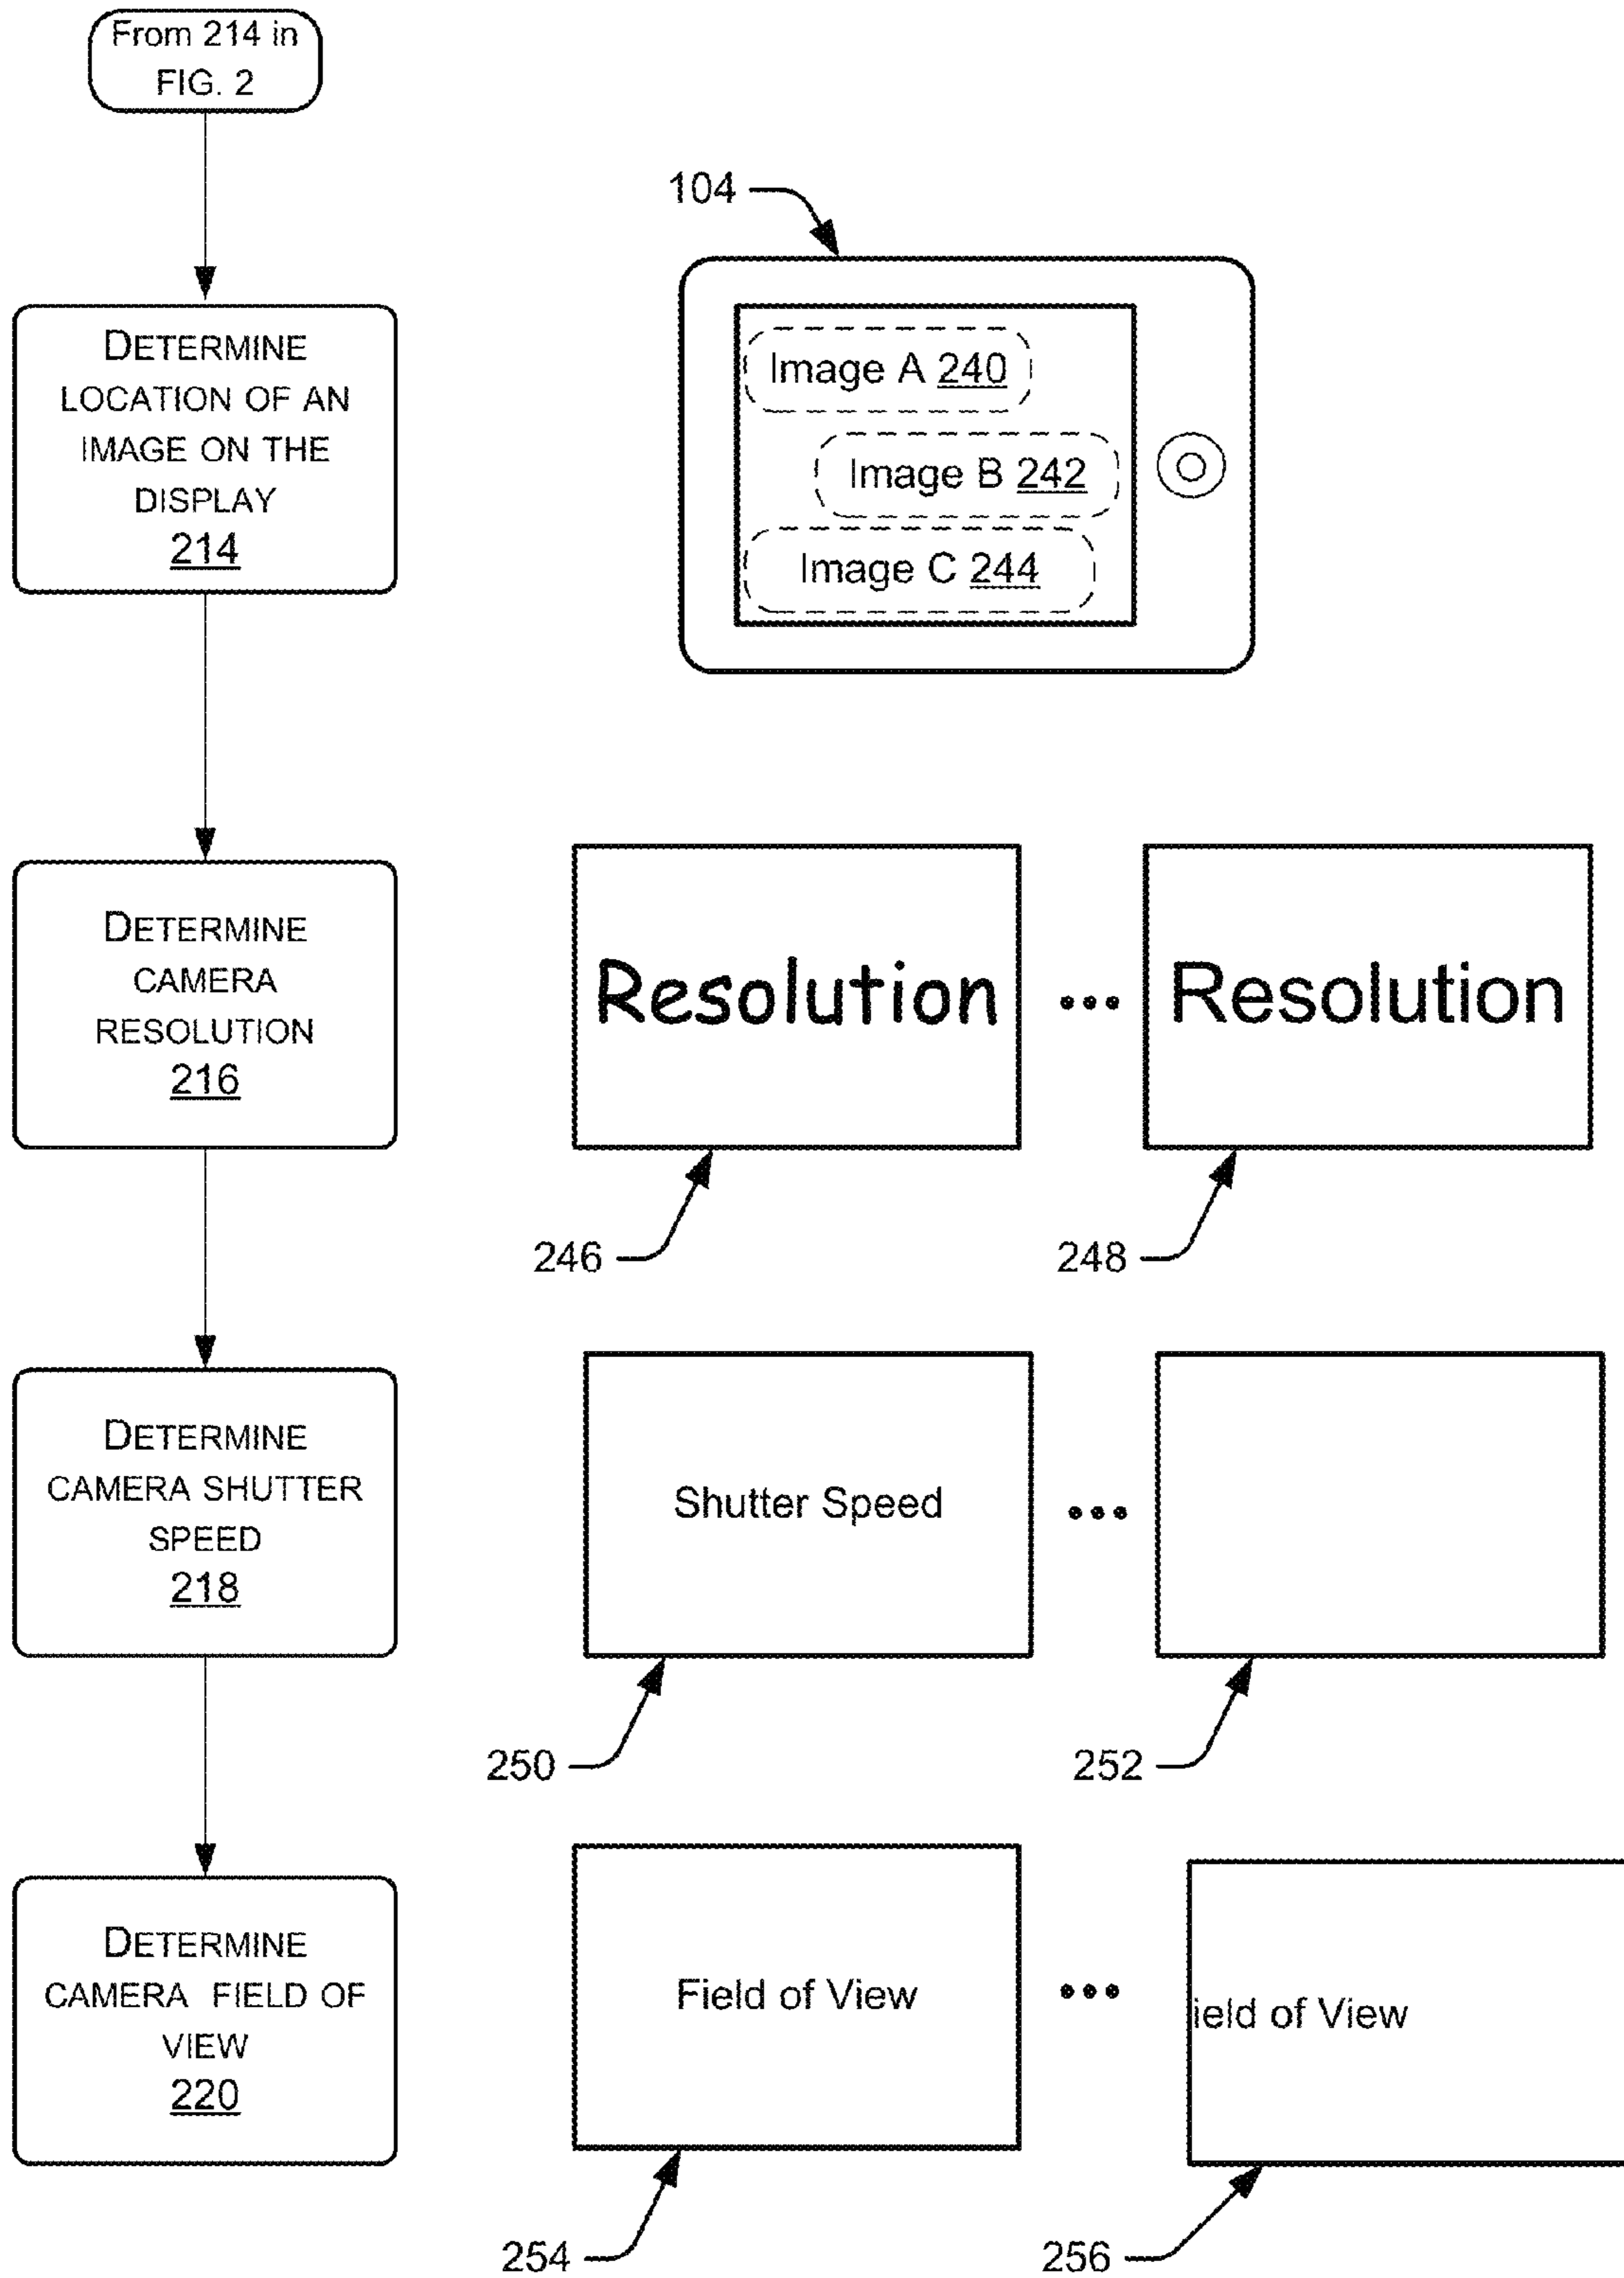 From 214 in
FIG. 2
104
DETERMINE
LOCATION OF AN
IMAGE ON THE
DISPLAY
214
Image A 240
Image B 242
Image C 244
DETERMINE
CAMERA
RESOLUTION
216
Resolution ••• Resolution
246
248
DETERMINE
CAMERA SHUTTER
SPEED
218
Shutter Speed •••
250
252
DETERMINE
CAMERA FIELD OF
VIEW
220
Field of View ••• ield of View
254
256